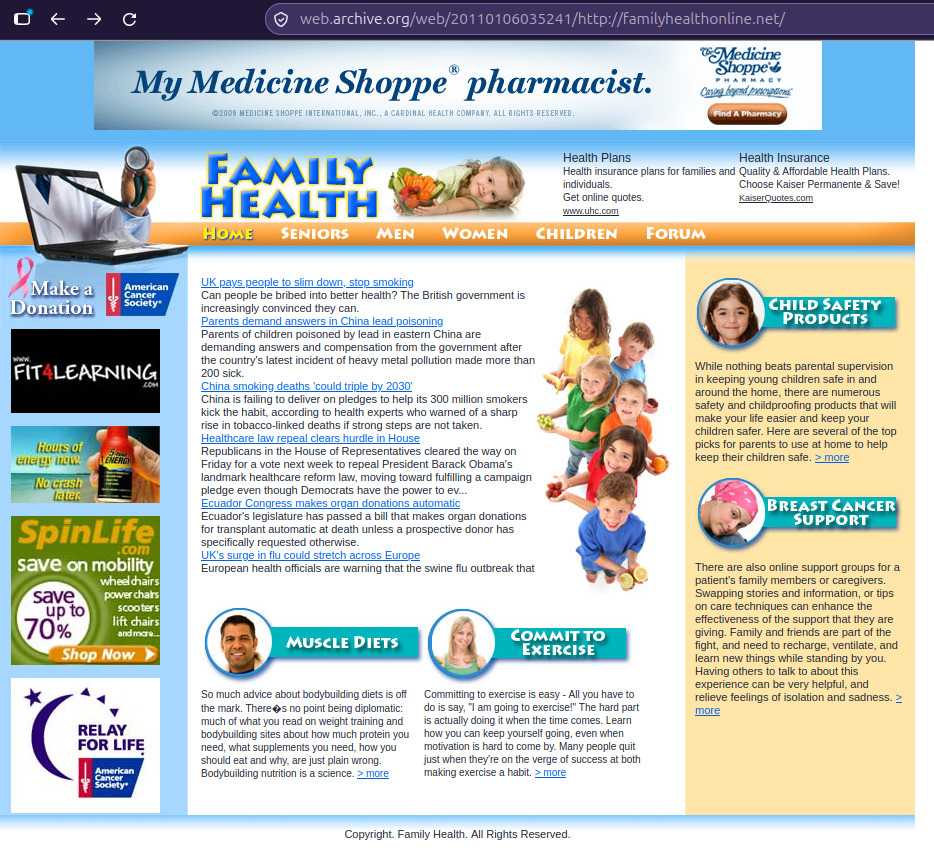 web.archive.org/web/20110106035241/http://familyhealthonline.net/
My Medicine Shoppe® pharmacist.
©2009 MEDICINE SHOPPE INTERNATIONAL, INC., A CARDINAL HEALTH COMPANY. ALL RIGHTS RESERVED.
The Medicine
Shoppe
PHARMACY
Caring beyond prescriptions
Find A Pharmacy
FAMILY
HEALTH
Health Plans
Health insurance plans for families and
individuals.
Get online quotes.
www.uhc.com
Health Insurance
Quality & Affordable Health Plans.
Choose Kaiser Permanente & Save!
KaiserQuotes.com
HOME SENIORS MEN WOMEN CHILDREN FORUM
Make a
Donation
American
Cancer
Society®
WWW.
FIT4LEARNING
.COM
Hours of
energy now.
No crash
later.
ENERGY
SpinLife
.com
save on mobility
wheelchairs
power chairs
scooters
lift chairs
and more...
save
up to
70%
Shop Now
RELAY
FOR LIFE
American
Cancer
Society®
UK pays people to slim down, stop smoking
Can people be bribed into better health? The British government is
increasingly convinced they can.
Parents demand answers in China lead poisoning
Parents of children poisoned by lead in eastern China are
demanding answers and compensation from the government after
the country's latest incident of heavy metal pollution made more than
200 sick.
China smoking deaths 'could triple by 2030'
China is failing to deliver on pledges to help its 300 million smokers
kick the habit, according to health experts who warned of a sharp
rise in tobacco-linked deaths if strong steps are not taken.
Healthcare law repeal clears hurdle in House
Republicans in the House of Representatives cleared the way on
Friday for a vote next week to repeal President Barack Obama's
landmark healthcare reform law, moving toward fulfilling a campaign
pledge even though Democrats have the power to ev...
Ecuador Congress makes organ donations automatic
Ecuador's legislature has passed a bill that makes organ donations
for transplant automatic at death unless a prospective donor has
specifically requested otherwise.
UK's surge in flu could stretch across Europe
European health officials are warning that the swine flu outbreak that
MUSCLE DIETS
So much advice about bodybuilding diets is off
the mark. There�s no point being diplomatic:
much of what you read on weight training and
bodybuilding sites about how much protein you
need, what supplements you need, how you
should eat and why, are just plain wrong.
Bodybuilding nutrition is a science. > more
COMMIT TO
EXERCISE
Committing to exercise is easy - All you have to
do is say, "I am going to exercise!" The hard part
is actually doing it when the time comes. Learn
how you can keep yourself going, even when
motivation is hard to come by. Many people quit
just when they're on the verge of success at both
making exercise a habit. > more
CHILD SAFETY
PRODUCTS
While nothing beats parental supervision
in keeping young children safe in and
around the home, there are numerous
safety and childproofing products that will
make your life easier and keep your
children safer. Here are several of the top
picks for parents to use at home to help
keep their children safe. > more
BREAST CANCER
SUPPORT
There are also online support groups for a
patient's family members or caregivers.
Swapping stories and information, or tips
on care techniques can enhance the
effectiveness of the support that they are
giving. Family and friends are part of the
fight, and need to recharge, ventilate, and
learn new things while standing by you.
Having others to talk to about this
experience can be very helpful, and
relieve feelings of isolation and sadness. >
more
Copyright. Family Health. All Rights Reserved.